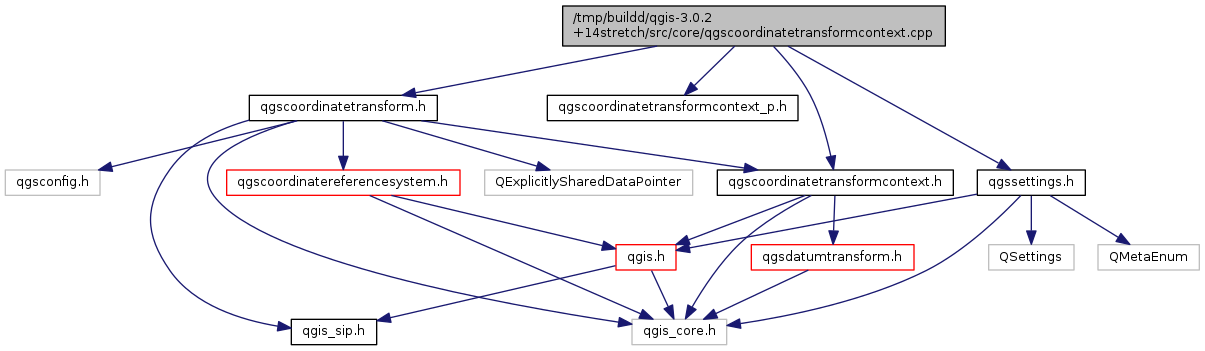 /tmp/buildd/qgis-3.0.2
+14stretch/src/core/qgscoordinatetransformcontext.cpp
qgscoordinatetransform.h
qgscoordinatetransformcontext_p.h
qgsconfig.h
qgscoordinatereferencesystem.h
QExplicitlySharedDataPointer
qgscoordinatetransformcontext.h
qgssettings.h
qgis.h
qgsdatumtransform.h
QSettings
QMetaEnum
qgis_sip.h
qgis_core.h